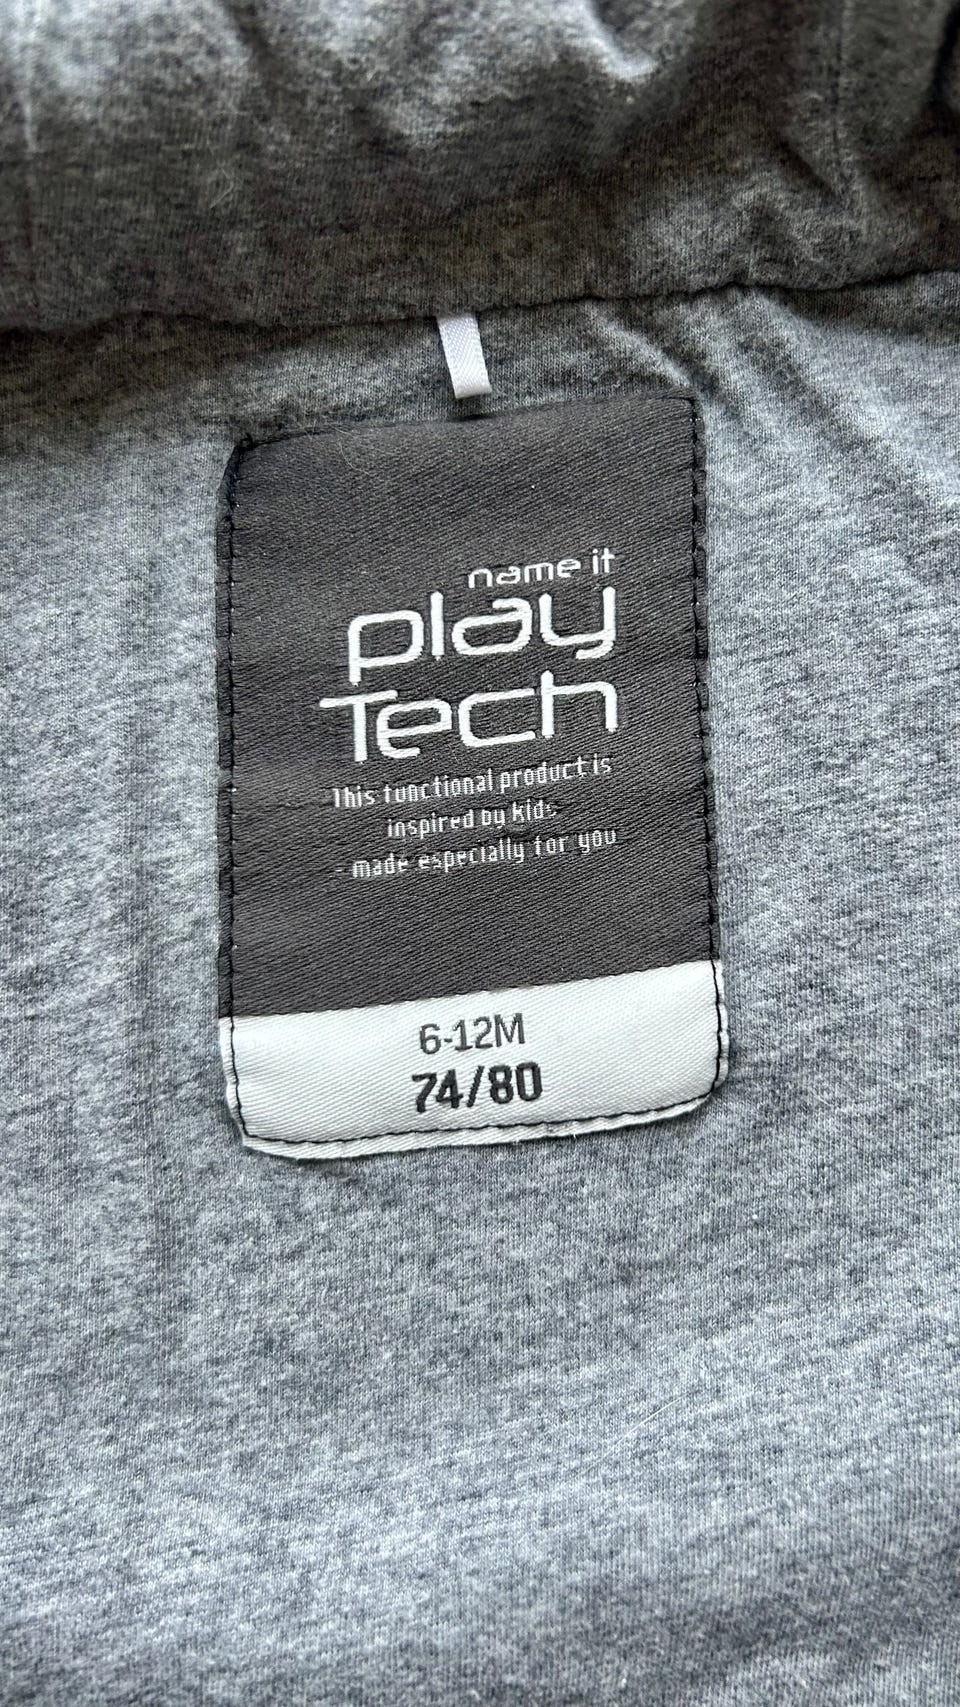 name it
play
Tech
This functional product is
inspired by kids
- made especially for you
6-12M
74/80